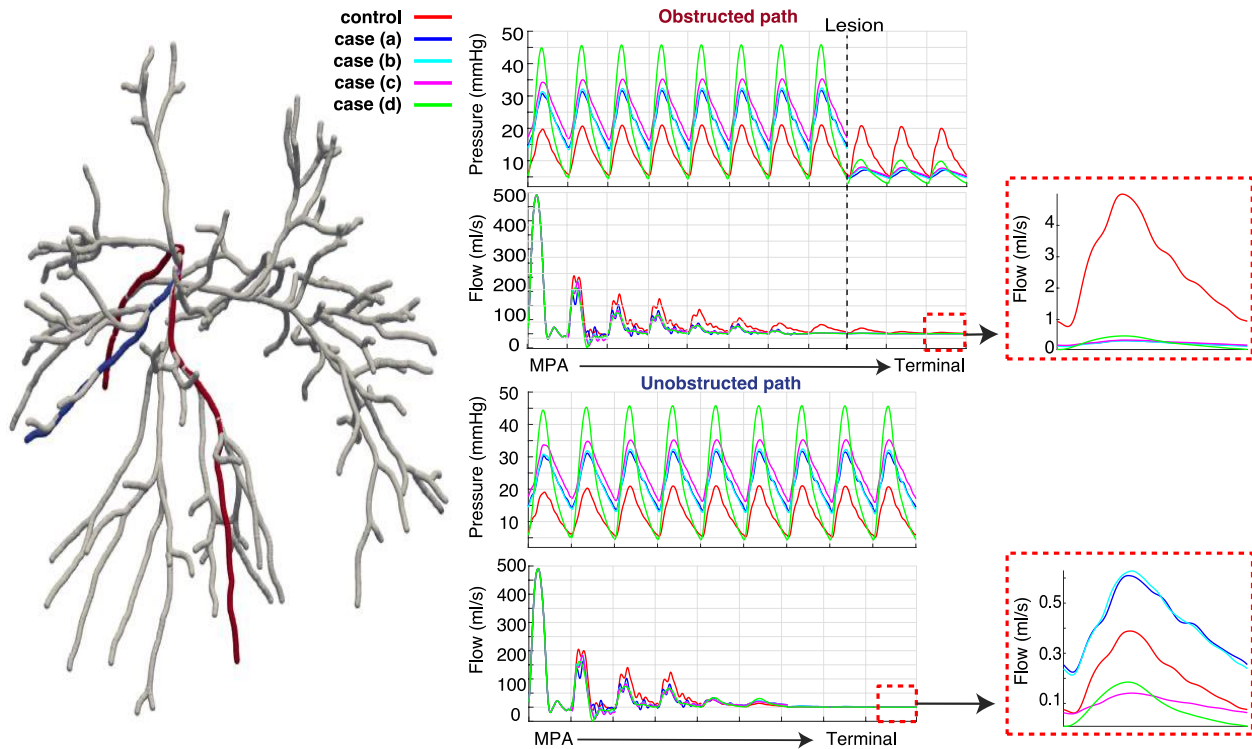 control
case (a)
case (b)
case (c)
case (d)
Obstructed path
Lesion
Pressure (mmHg)
50
40
30
20
10
Flow (ml/s)
500
400
300
200
100
0
MPA
Terminal
Flow (ml/s)
4
3
2
1
0
Unobstructed path
Pressure (mmHg)
50
40
30
20
10
Flow (ml/s)
500
400
300
200
100
0
MPA
Terminal
Flow (ml/s)
0.5
0.3
0.1